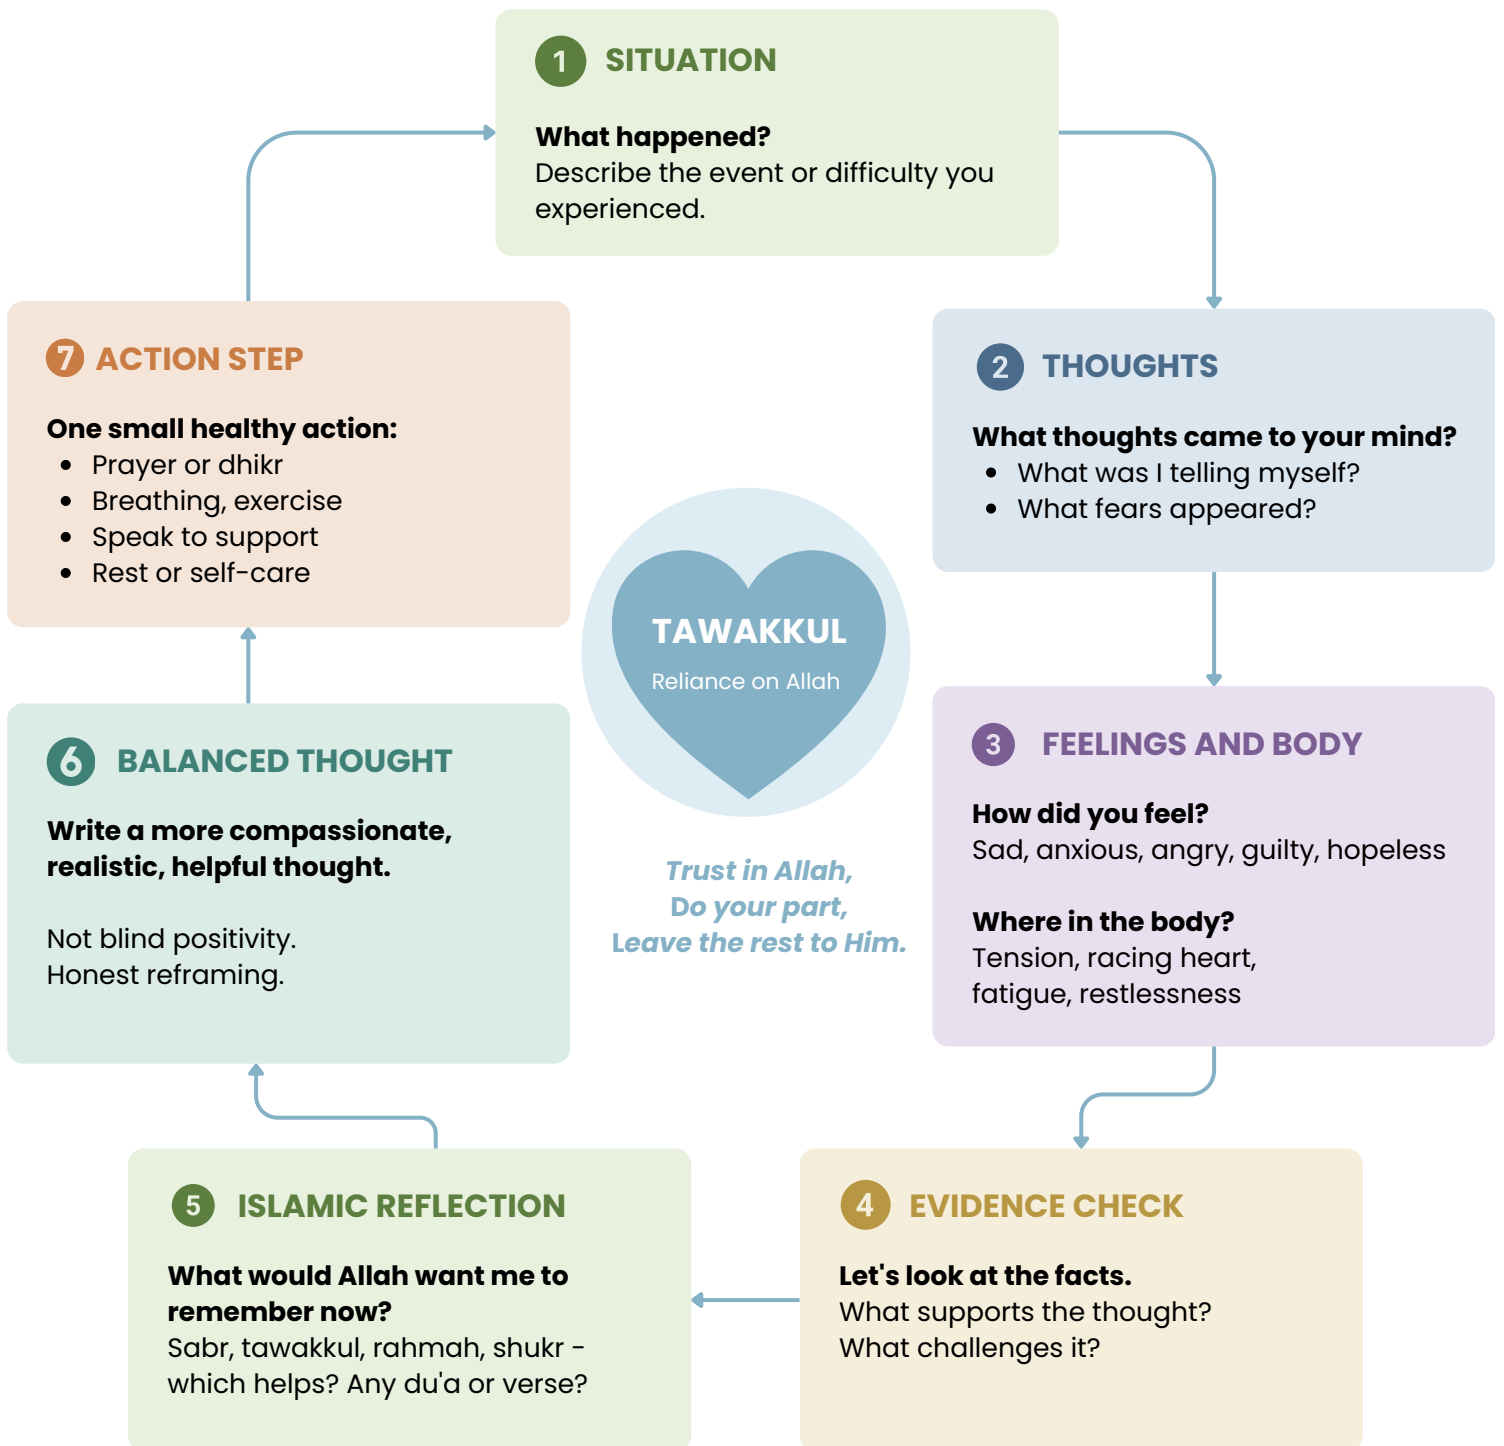 1 SITUATION
What happened?
Describe the event or difficulty you
experienced.
2 THOUGHTS
What thoughts came to your mind?
• What was I telling myself?
• What fears appeared?
3 FEELINGS AND BODY
How did you feel?
Sad, anxious, angry, guilty, hopeless
Where in the body?
Tension, racing heart,
fatigue, restlessness
4 EVIDENCE CHECK
Let's look at the facts.
What supports the thought?
What challenges it?
5 ISLAMIC REFLECTION
What would Allah want me to
remember now?
Sabr, tawakkul, rahmah, shukr -
which helps? Any du'a or verse?
6 BALANCED THOUGHT
Write a more compassionate,
realistic, helpful thought.
Not blind positivity.
Honest reframing.
7 ACTION STEP
One small healthy action:
• Prayer or dhikr
• Breathing, exercise
• Speak to support
• Rest or self-care
TAWAKKUL
Reliance on Allah
Trust in Allah,
Do your part,
Leave the rest to Him.